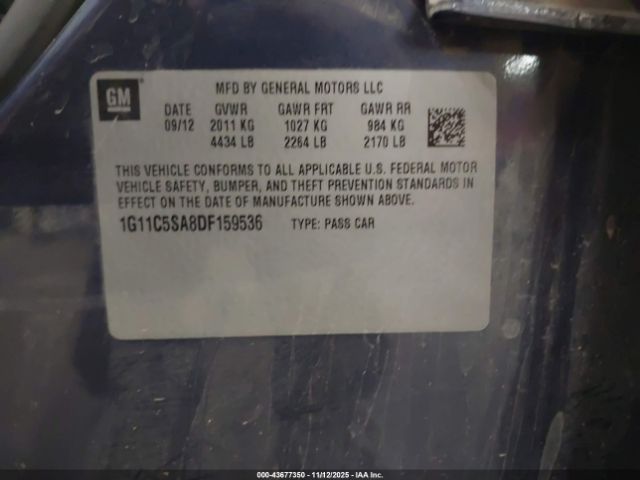 GM
MFD BY GENERAL MOTORS LLC
DATE GVWR GAWR FRT GAWR RR
09/12 2011 KG 1027 KG 984 KG
4434 LB 2264 LB 2170 LB
THIS VEHICLE CONFORMS TO ALL APPLICABLE U.S. FEDERAL MOTOR
VEHICLE SAFETY, BUMPER, AND THEFT PREVENTION STANDARDS IN
EFFECT ON THE DATE OF MANUFACTURE SHOWN ABOVE.
1G11C5SA8DF159536 TYPE: PASS CAR
000-43677350 - 11/12/2025 - IAA Inc.